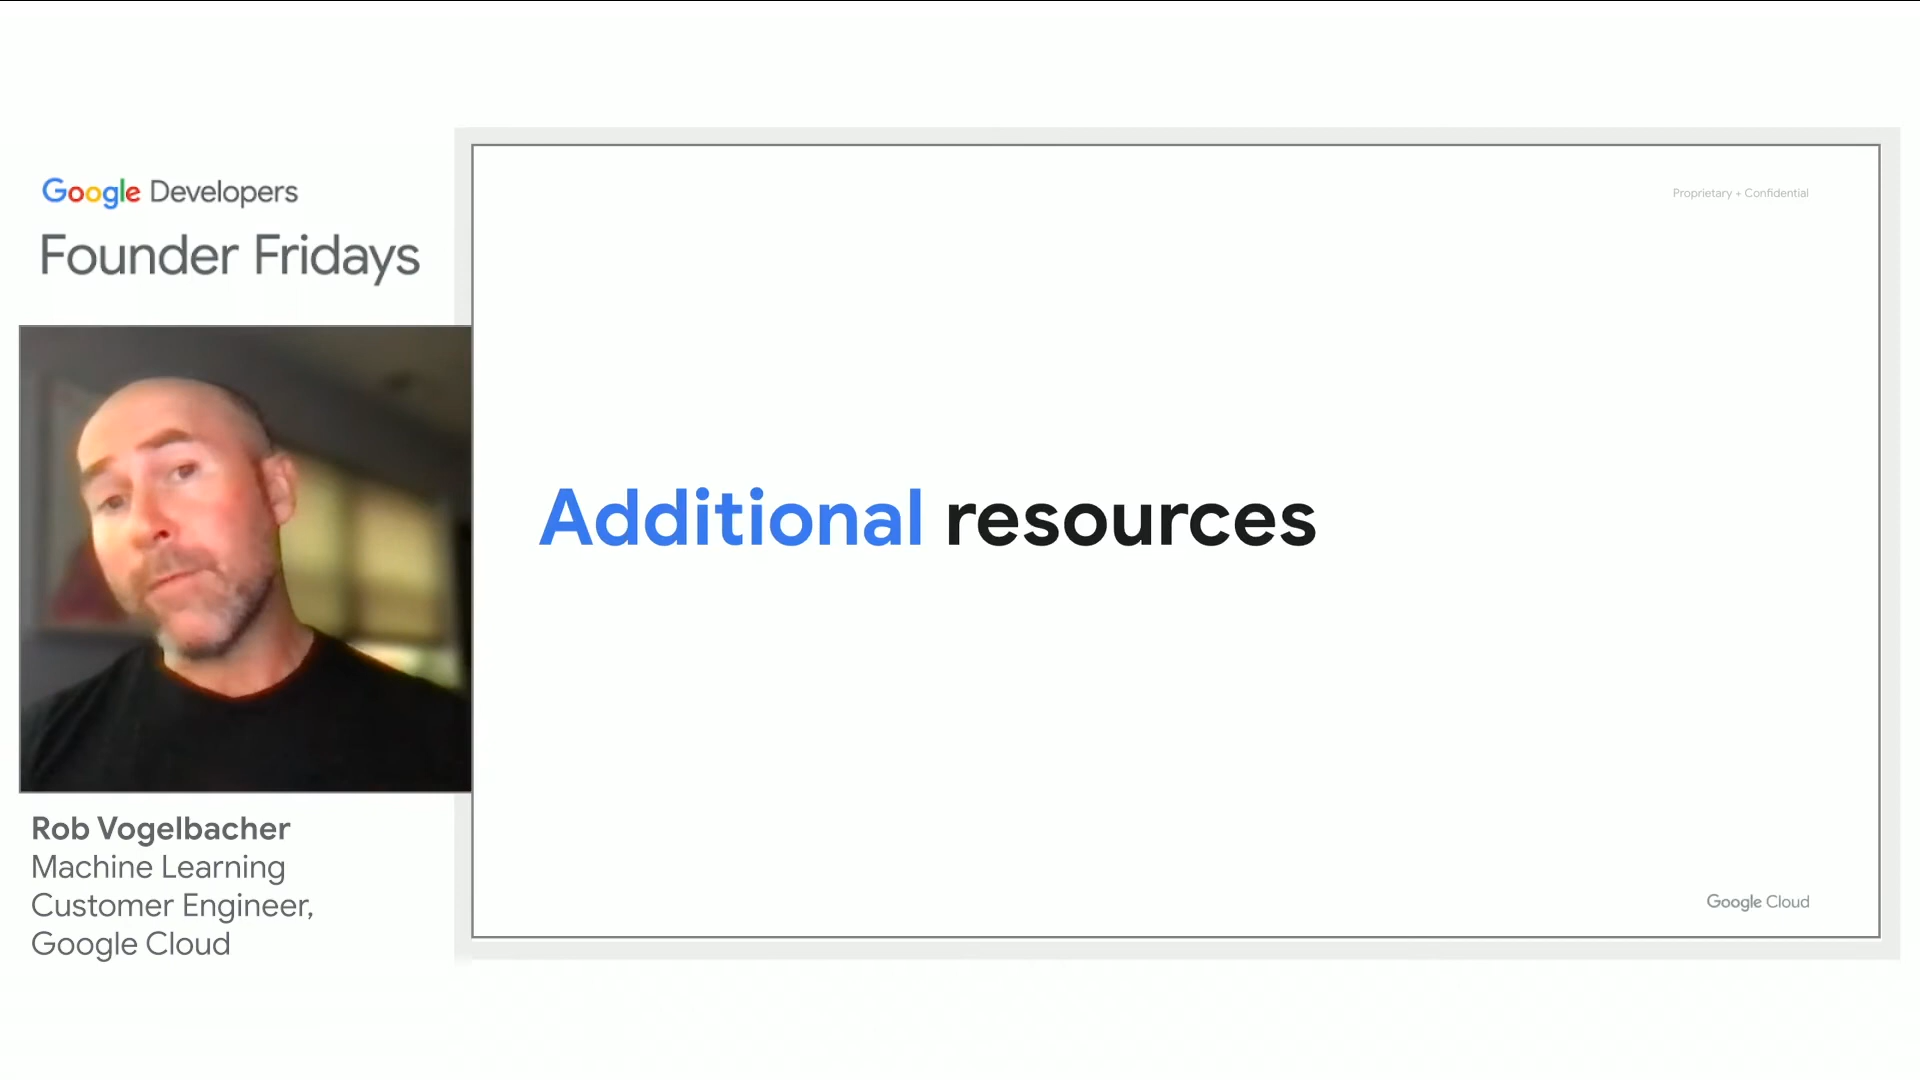 Google Developers
Founder Fridays
Proprietary + Confidential
Additional resources
Rob Vogelbacher
Machine Learning
Customer Engineer,
Google Cloud
Google Cloud